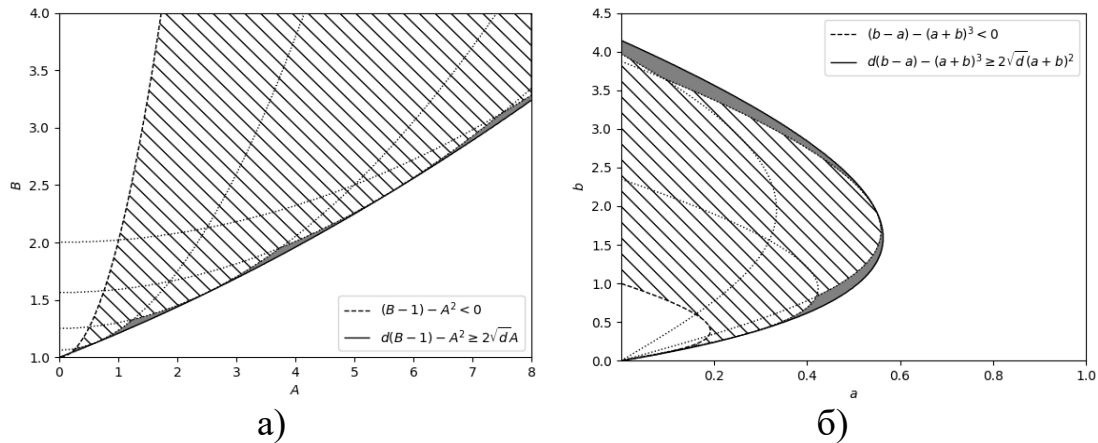 4.0
3.5
3.0
2.5
2.0
1.5
1.0
B
0 1 2 3 4 5 6 7 8
A
(B − 1) − A² < 0
d(B − 1) − A² ≥ 2√d A
а)
4.5
4.0
3.5
3.0
2.5
2.0
1.5
1.0
0.5
0.0
b
0.2 0.4 0.6 0.8 1.0
a
(b − a) − (a + b)³ < 0
d(b − a) − (a + b)³ ≥ 2√d(a + b)²
б)